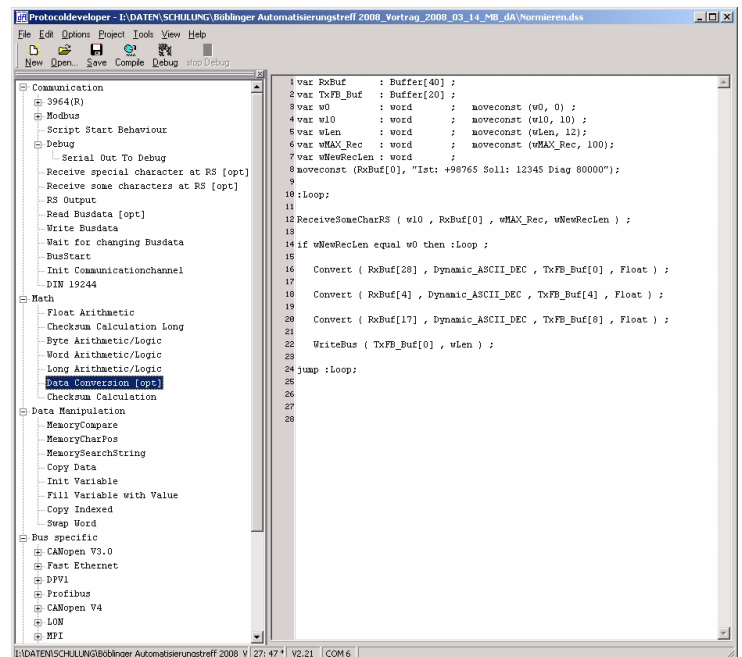 Protocoldeveloper - I:\DATEN\SCHULUNG\Böblinger Automatisierungstreff 2008_Vortrag_2008_03_14_MB_dA\Normieren.dss
File Edit Options Project Tools View Help
New Open... Save Compile Debug stop Debug
Communication
3964(R)
Modbus
Script Start Behaviour
Debug
Serial Out To Debug
Receive special character at RS [opt]
Receive some characters at RS [opt]
RS Output
Read Busdata [opt]
Write Busdata
Wait for changing Busdata
BusStart
Init Communicationchannel
DIN 19244
Math
Float Arithmetic
Checksum Calculation Long
Byte Arithmetic/Logic
Word Arithmetic/Logic
Long Arithmetic/Logic
Data Conversion [opt]
Checksum Calculation
Data Manipulation
MemoryCompare
MemoryCharPos
MemorySearchString
Copy Data
Init Variable
Fill Variable with Value
Copy Indexed
Swap Word
Bus specific
CANopen V3.0
Fast Ethernet
DPV1
Profibus
CANopen V4
LON
MPI
1 var RxBuf : Buffer[40] ;
2 var TxFB_Buf : Buffer[20] ;
3 var w0 : word ; moveconst (w0, 0) ;
4 var w10 : word ; moveconst (w10, 10) ;
5 var wLen : word ; moveconst (wLen, 12);
6 var wMAX_Rec : word ; moveconst (wMAX_Rec, 100);
7 var wNewRecLen : word ;
8 moveconst (RxBuf[0], "Ist: +98765 Soll: 12345 Diag 80000");
9
10 :Loop;
11
12 ReceiveSomeCharRS ( w10 , RxBuf[0] , wMAX_Rec, wNewRecLen ) ;
13
14 if wNewRecLen equal w0 then :Loop ;
15
16 Convert ( RxBuf[28] , Dynamic_ASCII_DEC , TxFB_Buf[0] , Float ) ;
17
18 Convert ( RxBuf[4] , Dynamic_ASCII_DEC , TxFB_Buf[4] , Float ) ;
19
20 Convert ( RxBuf[17] , Dynamic_ASCII_DEC , TxFB_Buf[8] , Float ) ;
21
22 WriteBus ( TxFB_Buf[0] , wLen ) ;
23
24 jump :Loop;
25
26
27
28
I:\DATEN\SCHULUNG\Böblinger Automatisierungstreff 2008_V 27: 47 * V2.21 COM 6